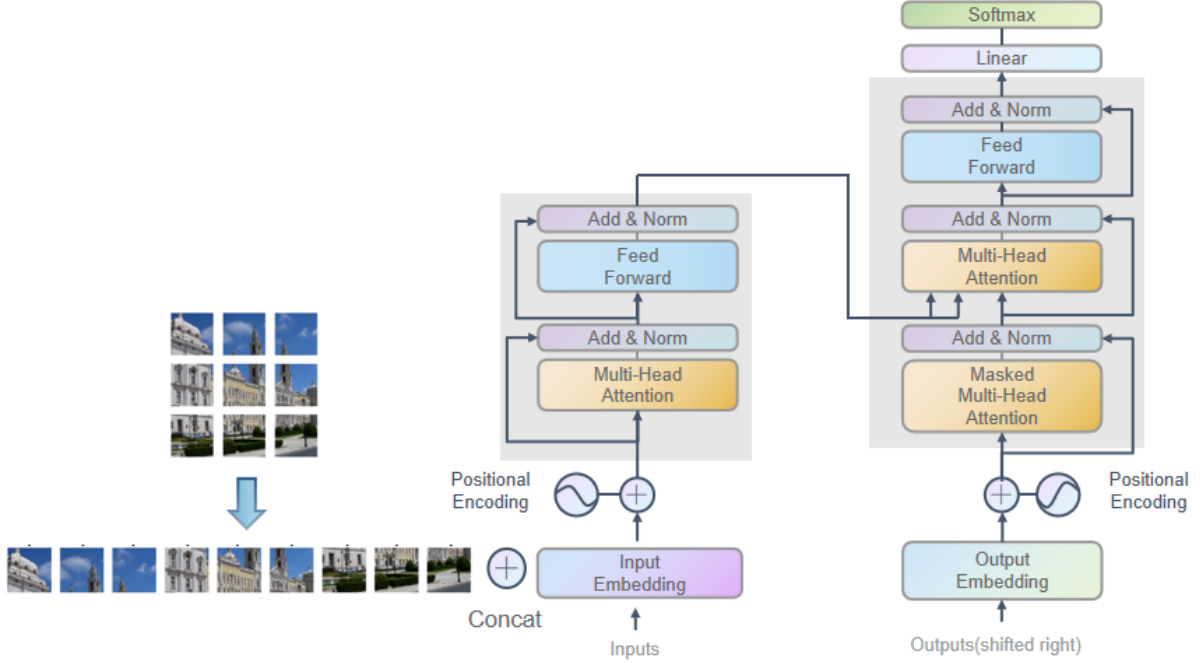 Softmax
Linear
Add & Norm
Feed
Forward
Add & Norm
Multi-Head
Attention
Add & Norm
Masked
Multi-Head
Attention
Positional
Encoding
Output
Embedding
Outputs(shifted right)
Add & Norm
Feed
Forward
Add & Norm
Multi-Head
Attention
Positional
Encoding
Input
Embedding
Concat
Inputs